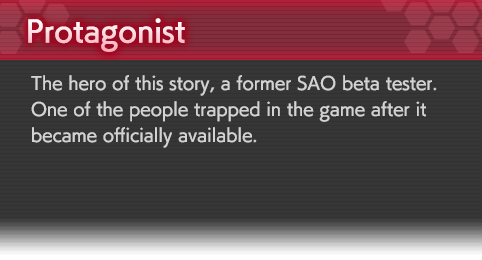 Protagonist
The hero of this story, a former SAO beta tester.
One of the people trapped in the game after it
became officially available.